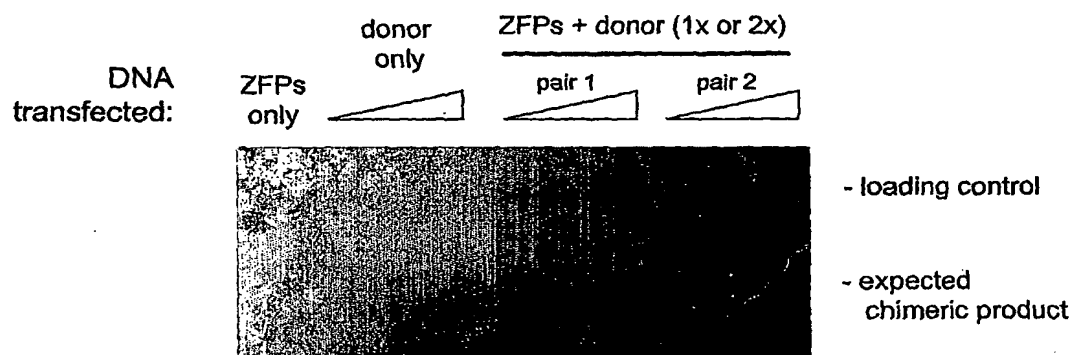 DNA
transfected:
ZFPs
only
donor
only
ZFPs + donor (1x or 2x)
pair 1
pair 2
- loading control
- expected
chimeric product